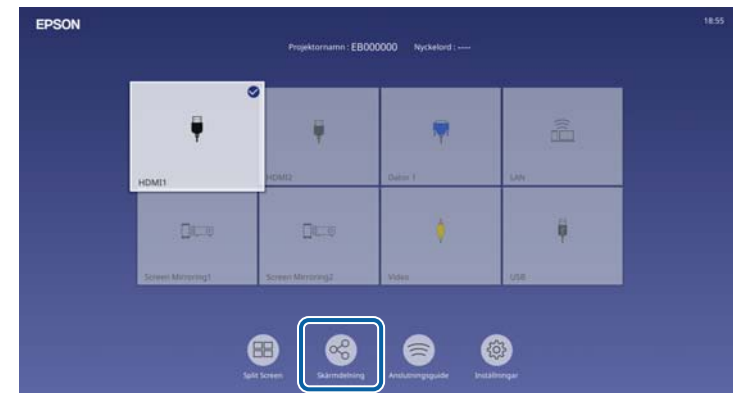 EPSON
18:55
Projektornamn : EB000000 Nyckelord : ----
HDMI1
HDMI2
Dator 1
LAN
Screen Mirroring1
Screen Mirroring2
Video
USB
Split Screen
Skärmdelning
Anslutningsguide
Inställningar